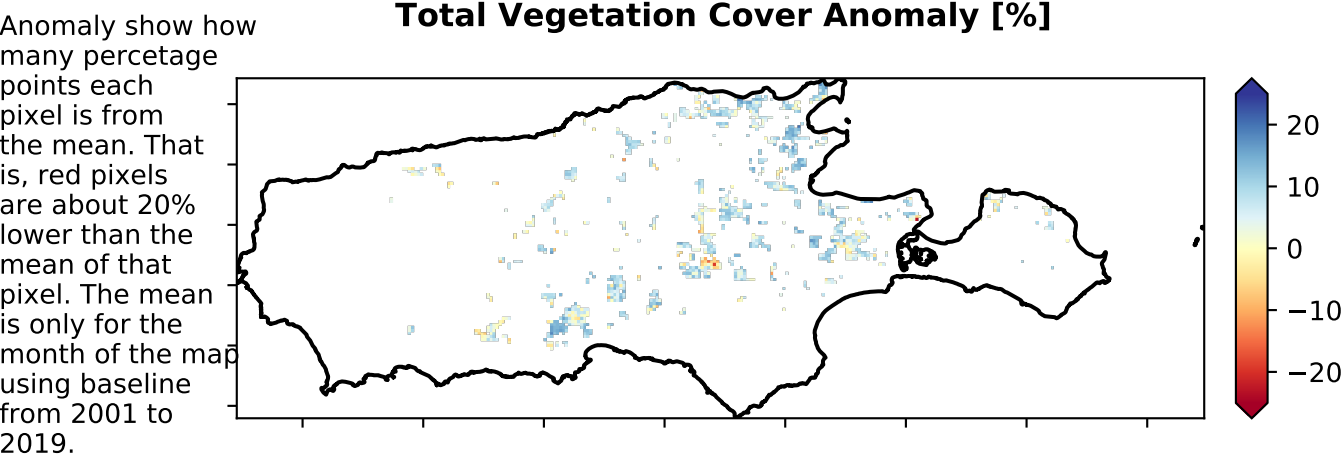 Total Vegetation Cover Anomaly [%]
Anomaly show how
many percetage
points each
pixel is from
the mean. That
is, red pixels
are about 20%
lower than the
mean of that
pixel. The mean
is only for the
month of the map
using baseline
from 2001 to
2019.
20
10
0
−10
−20